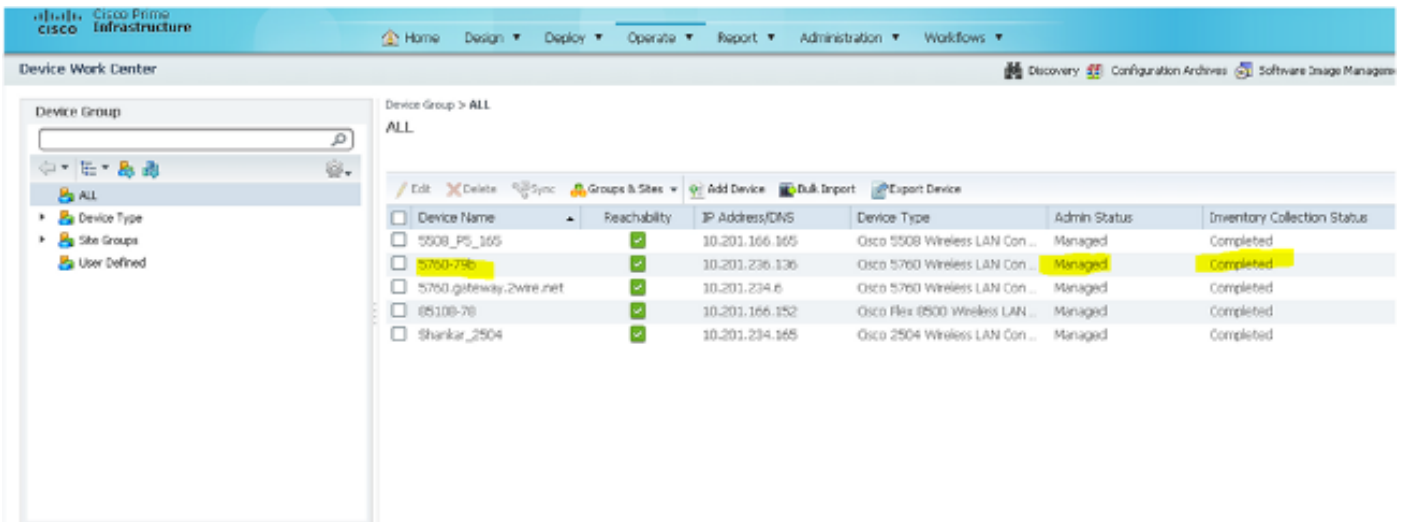 Cisco Prime
CISCO Infrastructure
Home Design Deploy Operate Report Administration Workflows
Device Work Center
Discovery Configuration Archives Software Image Managem
Device Group
Device Group > ALL
ALL
Edit Delete Sync Groups & Sites Add Device Bulk Import Export Device
ALL
Device Type
Site Groups
User Defined
Device Name Reachability IP Address/DNS Device Type Admin Status Inventory Collection Status
5508_P5_165 10.201.166.165 Cisco 5508 Wireless LAN Con ... Managed Completed
5760-79b 10.201.236.136 Cisco 5760 Wireless LAN Con ... Managed Completed
5760.gateway.2wire.net 10.201.234.6 Cisco 5760 Wireless LAN Con ... Managed Completed
85108-78 10.201.166.152 Cisco Flex 8500 Wireless LAN ... Managed Completed
Shankar_2504 10.201.234.165 Cisco 2504 Wireless LAN Con ... Managed Completed